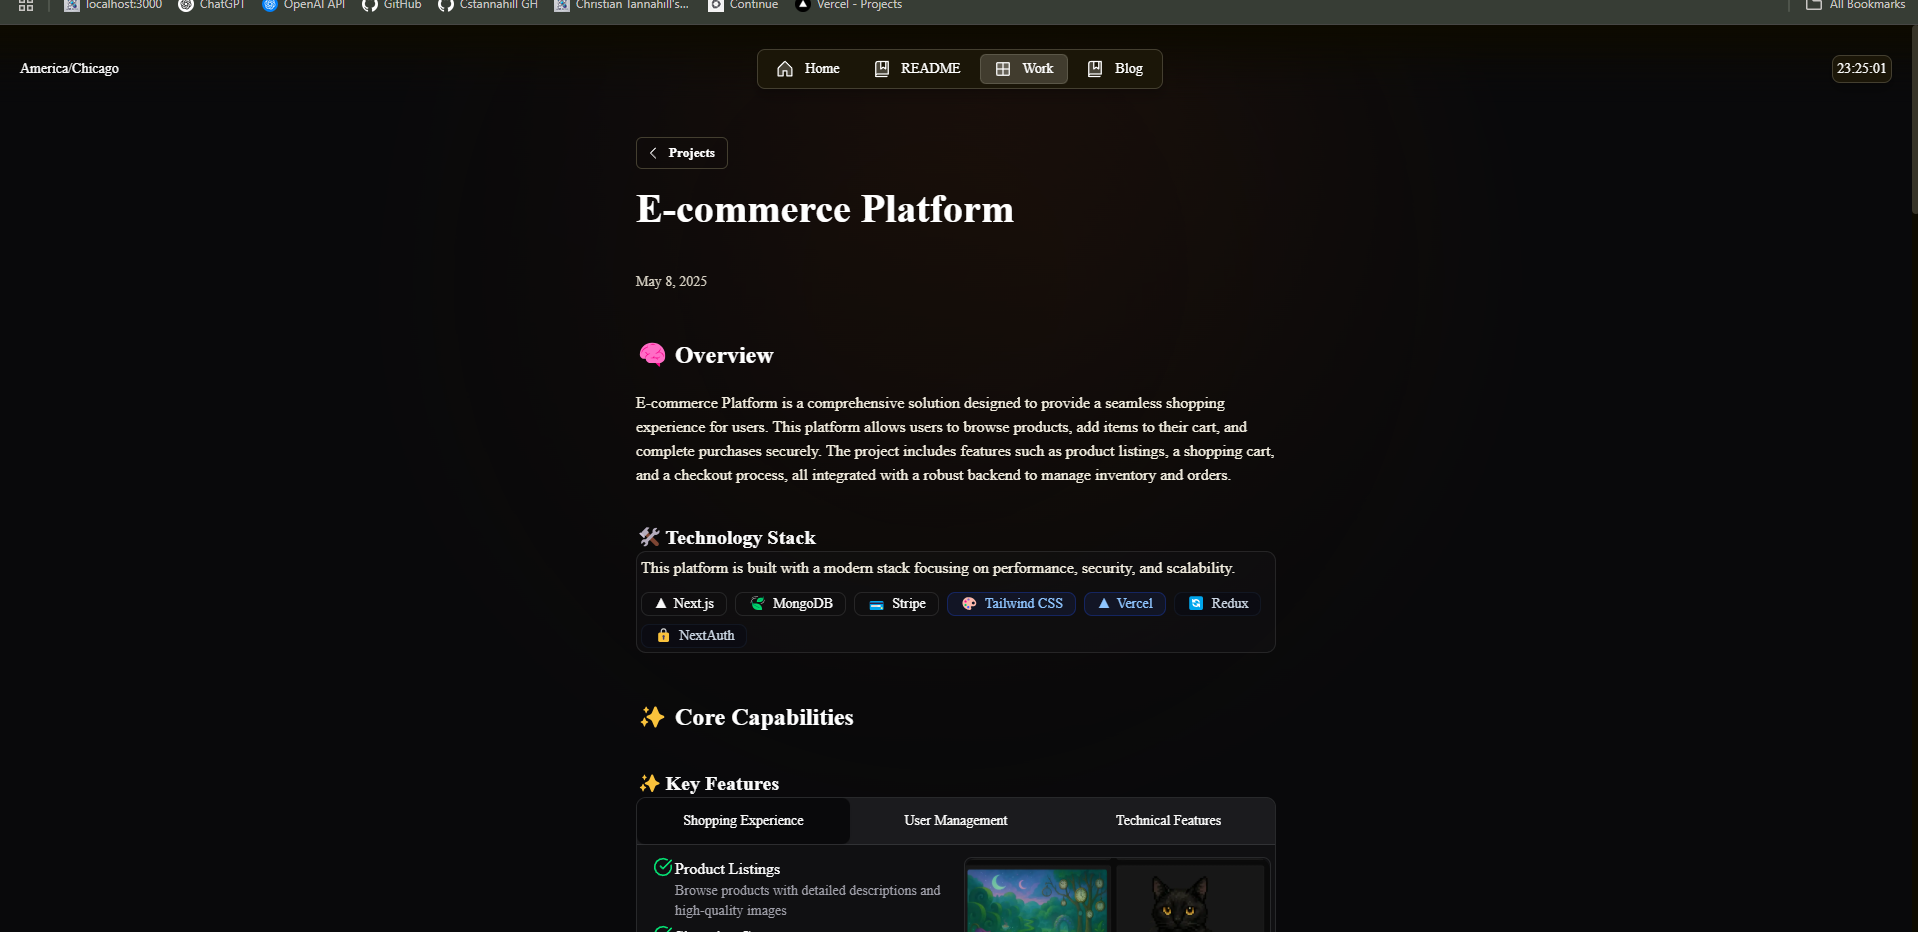 localhost:3000 ChatGPT OpenAI API GitHub Cstannahill GH Christian Tannahill's... Continue Vercel - Projects All Bookmarks
America/Chicago Home README Work Blog 23:25:01
Projects
E-commerce Platform
May 8, 2025
Overview
E-commerce Platform is a comprehensive solution designed to provide a seamless shopping
experience for users. This platform allows users to browse products, add items to their cart, and
complete purchases securely. The project includes features such as product listings, a shopping cart,
and a checkout process, all integrated with a robust backend to manage inventory and orders.
Technology Stack
This platform is built with a modern stack focusing on performance, security, and scalability.
Next.js MongoDB Stripe Tailwind CSS Vercel Redux
NextAuth
Core Capabilities
Key Features
Shopping Experience User Management Technical Features
Product Listings
Browse products with detailed descriptions and
high-quality images